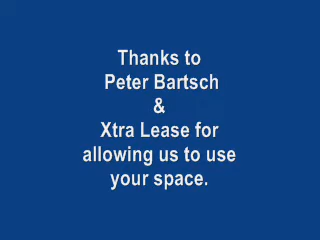 Thanks to
Peter Bartsch
&
Xtra Lease for
allowing us to use
your space.